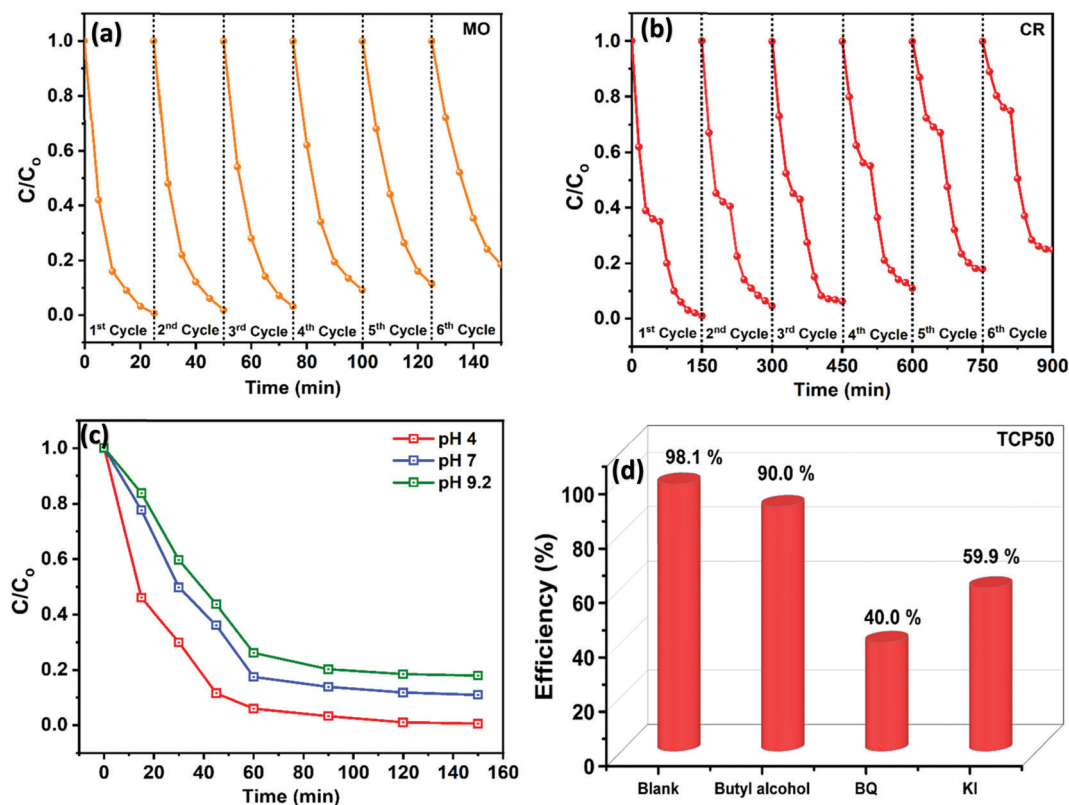 (a)
MO
C/Co
1.0
0.8
0.6
0.4
0.2
0.0
1st Cycle 2nd Cycle 3rd Cycle 4th Cycle 5th Cycle 6th Cycle
0 20 40 60 80 100 120 140
Time (min)
(b)
CR
C/Co
1.0
0.8
0.6
0.4
0.2
0.0
1st Cycle 2nd Cycle 3rd Cycle 4th Cycle 5th Cycle 6th Cycle
0 150 300 450 600 750 900
Time (min)
(c)
pH 4
pH 7
pH 9.2
C/Co
1.0
0.8
0.6
0.4
0.2
0.0
0 20 40 60 80 100 120 140 160
Time (min)
(d)
TCP50
98.1 %
90.0 %
40.0 %
59.9 %
Efficiency (%)
100
80
60
40
20
0
Blank Butyl alcohol BQ KI